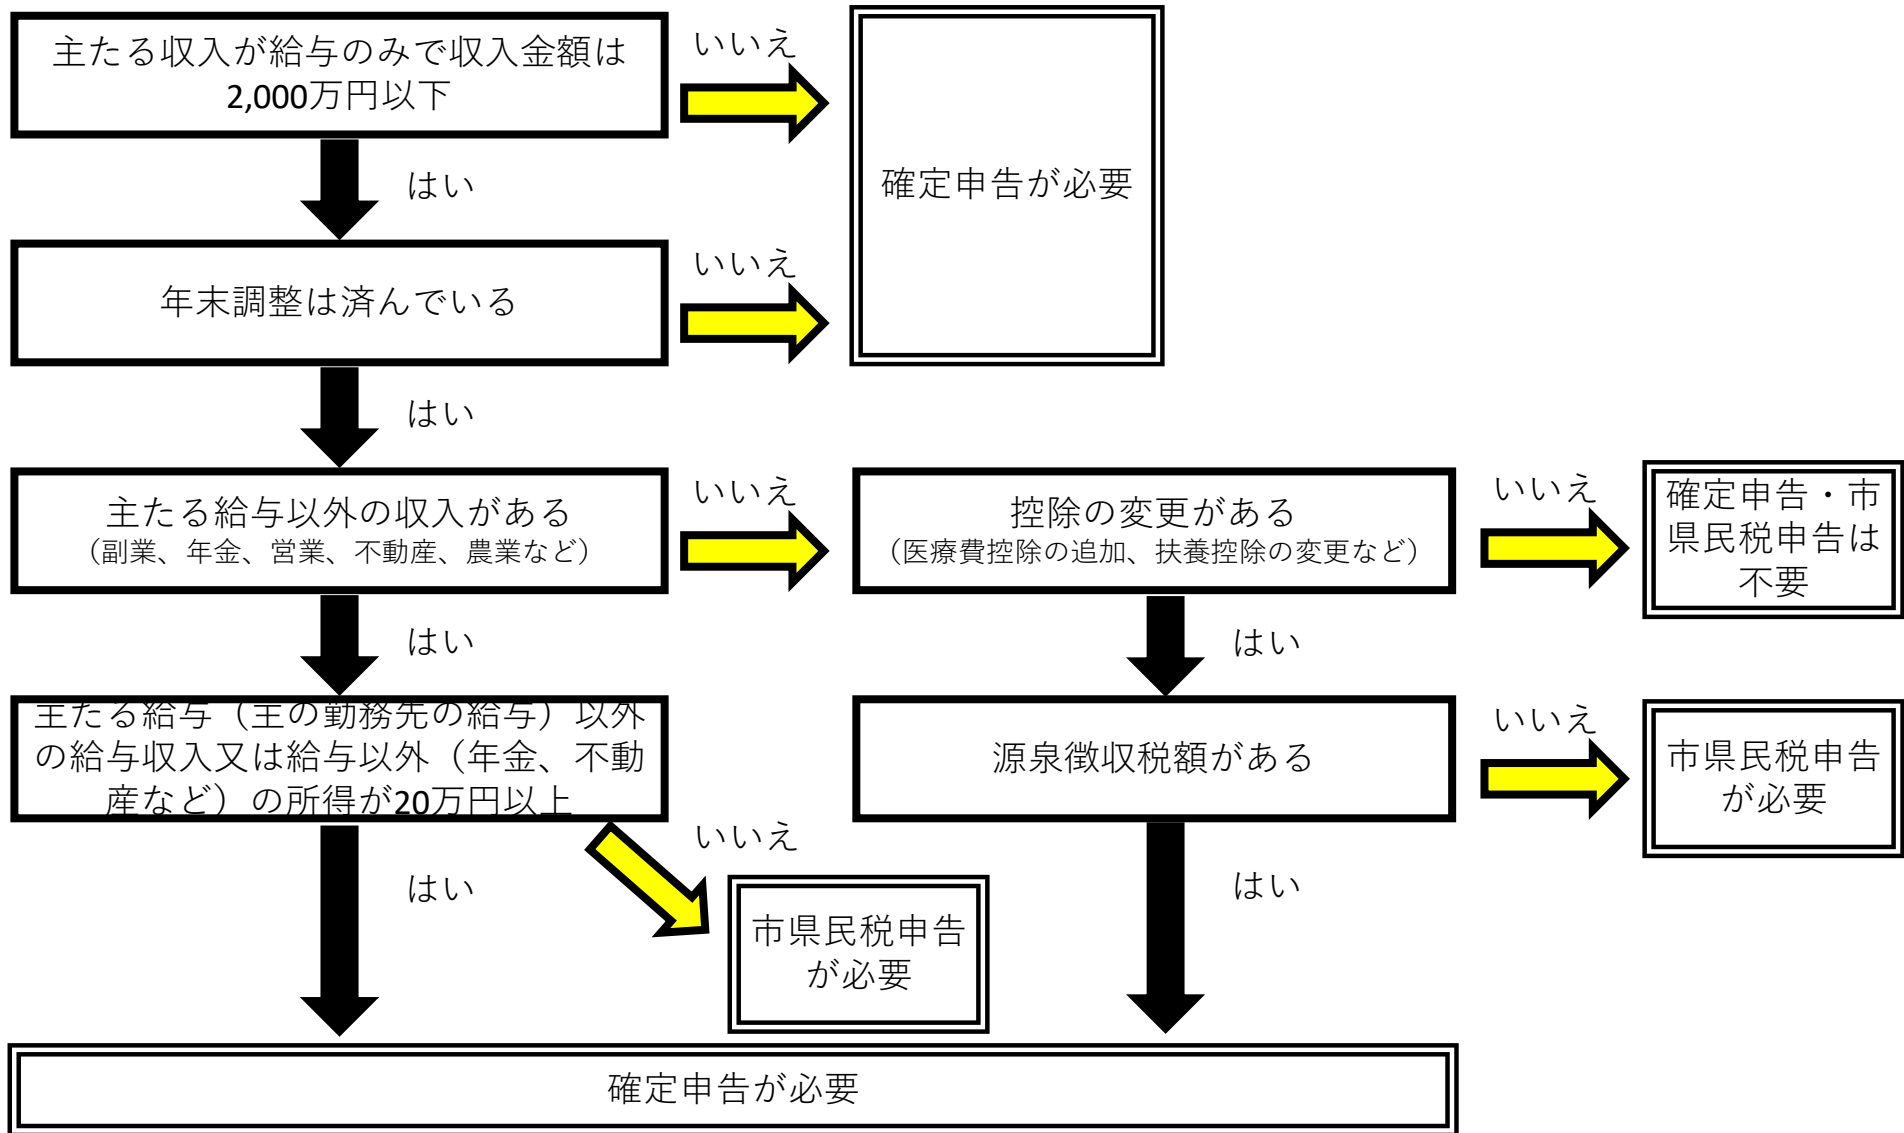 主たる収入が給与のみで収入金額は
2,000万円以下
いいえ
確定申告が必要
はい
年末調整は済んでいる
いいえ
はい
主たる給与以外の収入がある
（副業、年金、営業、不動産、農業など）
いいえ
控除の変更がある
（医療費控除の追加、扶養控除の変更など）
いいえ
確定申告・市
県民税申告は
不要
はい
はい
主たる給与（主の勤務先の給与）以外
の給与収入又は給与以外（年金、不動
産など）の所得が20万円以上
源泉徴収税額がある
いいえ
市県民税申告
が必要
いいえ
はい
市県民税申告
が必要
はい
確定申告が必要